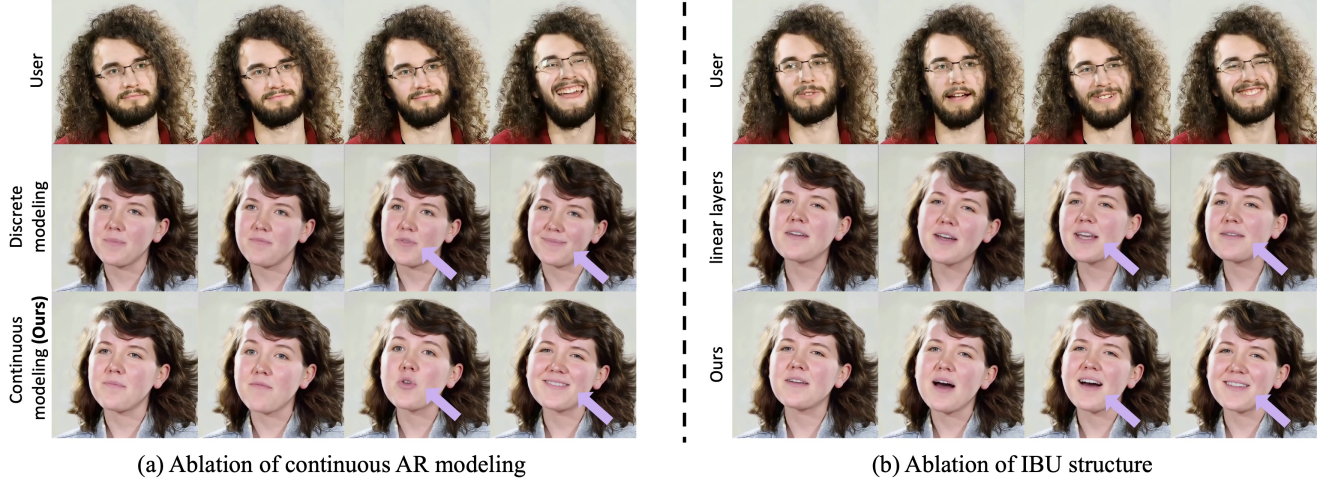 User
Discrete
modeling
Continuous
modeling (Ours)
(a) Ablation of continuous AR modeling
User
linear layers
Ours
(b) Ablation of IBU structure